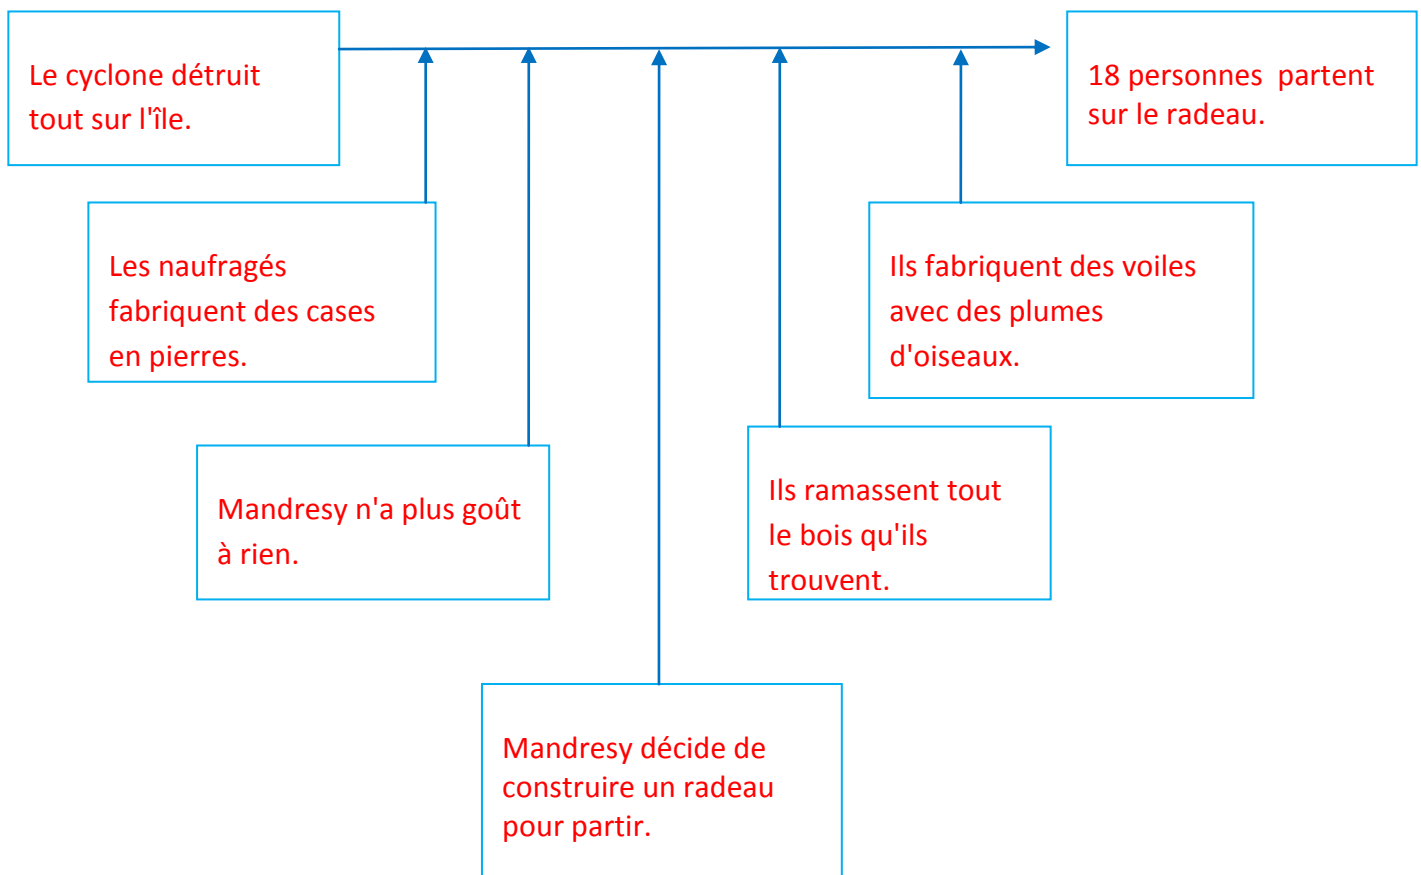 Le cyclone détruit
tout sur l'île.
18 personnes partent
sur le radeau.
Les naufragés
fabriquent des cases
en pierres.
Ils fabriquent des voiles
avec des plumes
d'oiseaux.
Mandresy n'a plus goût
à rien.
Ils ramassent tout
le bois qu'ils
trouvent.
Mandresy décide de
construire un radeau
pour partir.